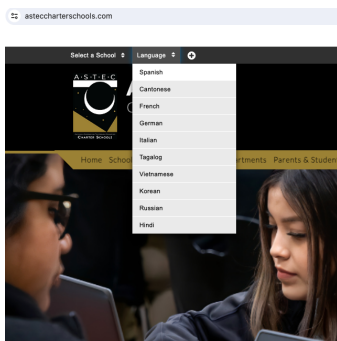 asteccharterschools.com
Select a School Language
Spanish
A·S·T·E·C
Cantonese
French
German
CHARTER SCHOOLS
Italian
Tagalog
Home Parents & Studen
Vietnamese
Korean
Russian
Hindi